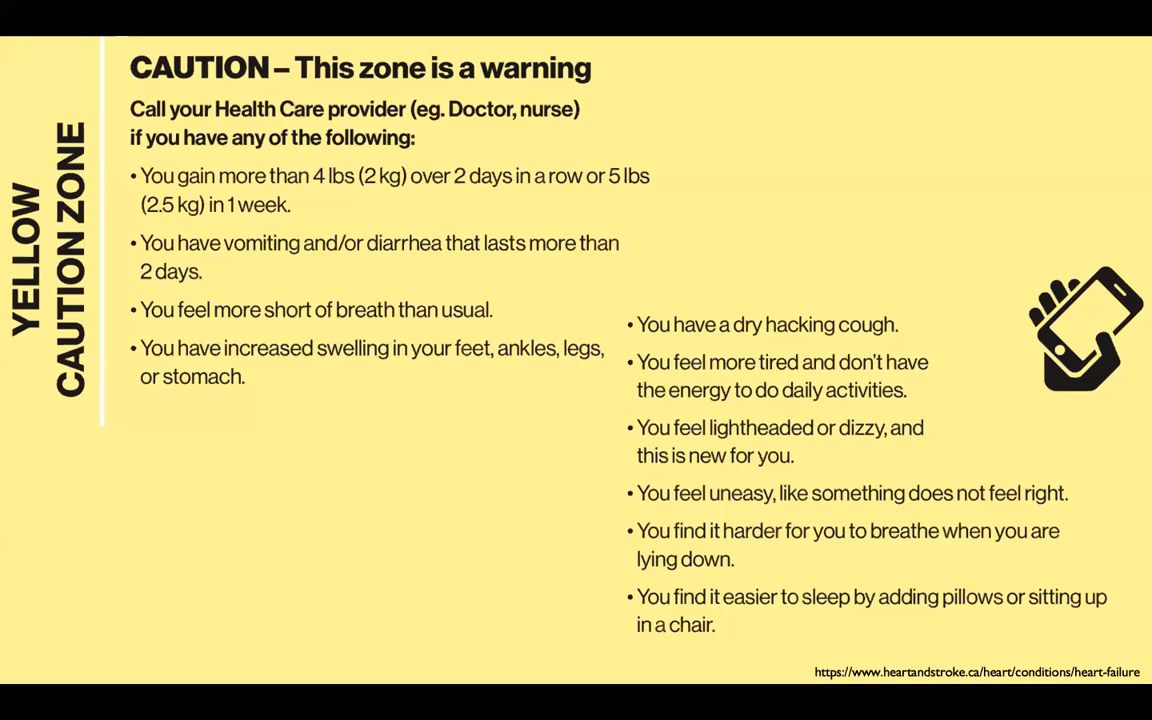 YELLOW
CAUTION ZONE
CAUTION – This zone is a warning
Call your Health Care provider (eg. Doctor, nurse)
if you have any of the following:
• You gain more than 4 lbs (2 kg) over 2 days in a row or 5 lbs
(2.5 kg) in 1 week.
• You have vomiting and/or diarrhea that lasts more than
2 days.
• You feel more short of breath than usual.
• You have increased swelling in your feet, ankles, legs,
or stomach.
• You have a dry hacking cough.
• You feel more tired and don't have
the energy to do daily activities.
• You feel lightheaded or dizzy, and
this is new for you.
• You feel uneasy, like something does not feel right.
• You find it harder for you to breathe when you are
lying down.
• You find it easier to sleep by adding pillows or sitting up
in a chair.
https://www.heartandstroke.ca/heart/conditions/heart-failure